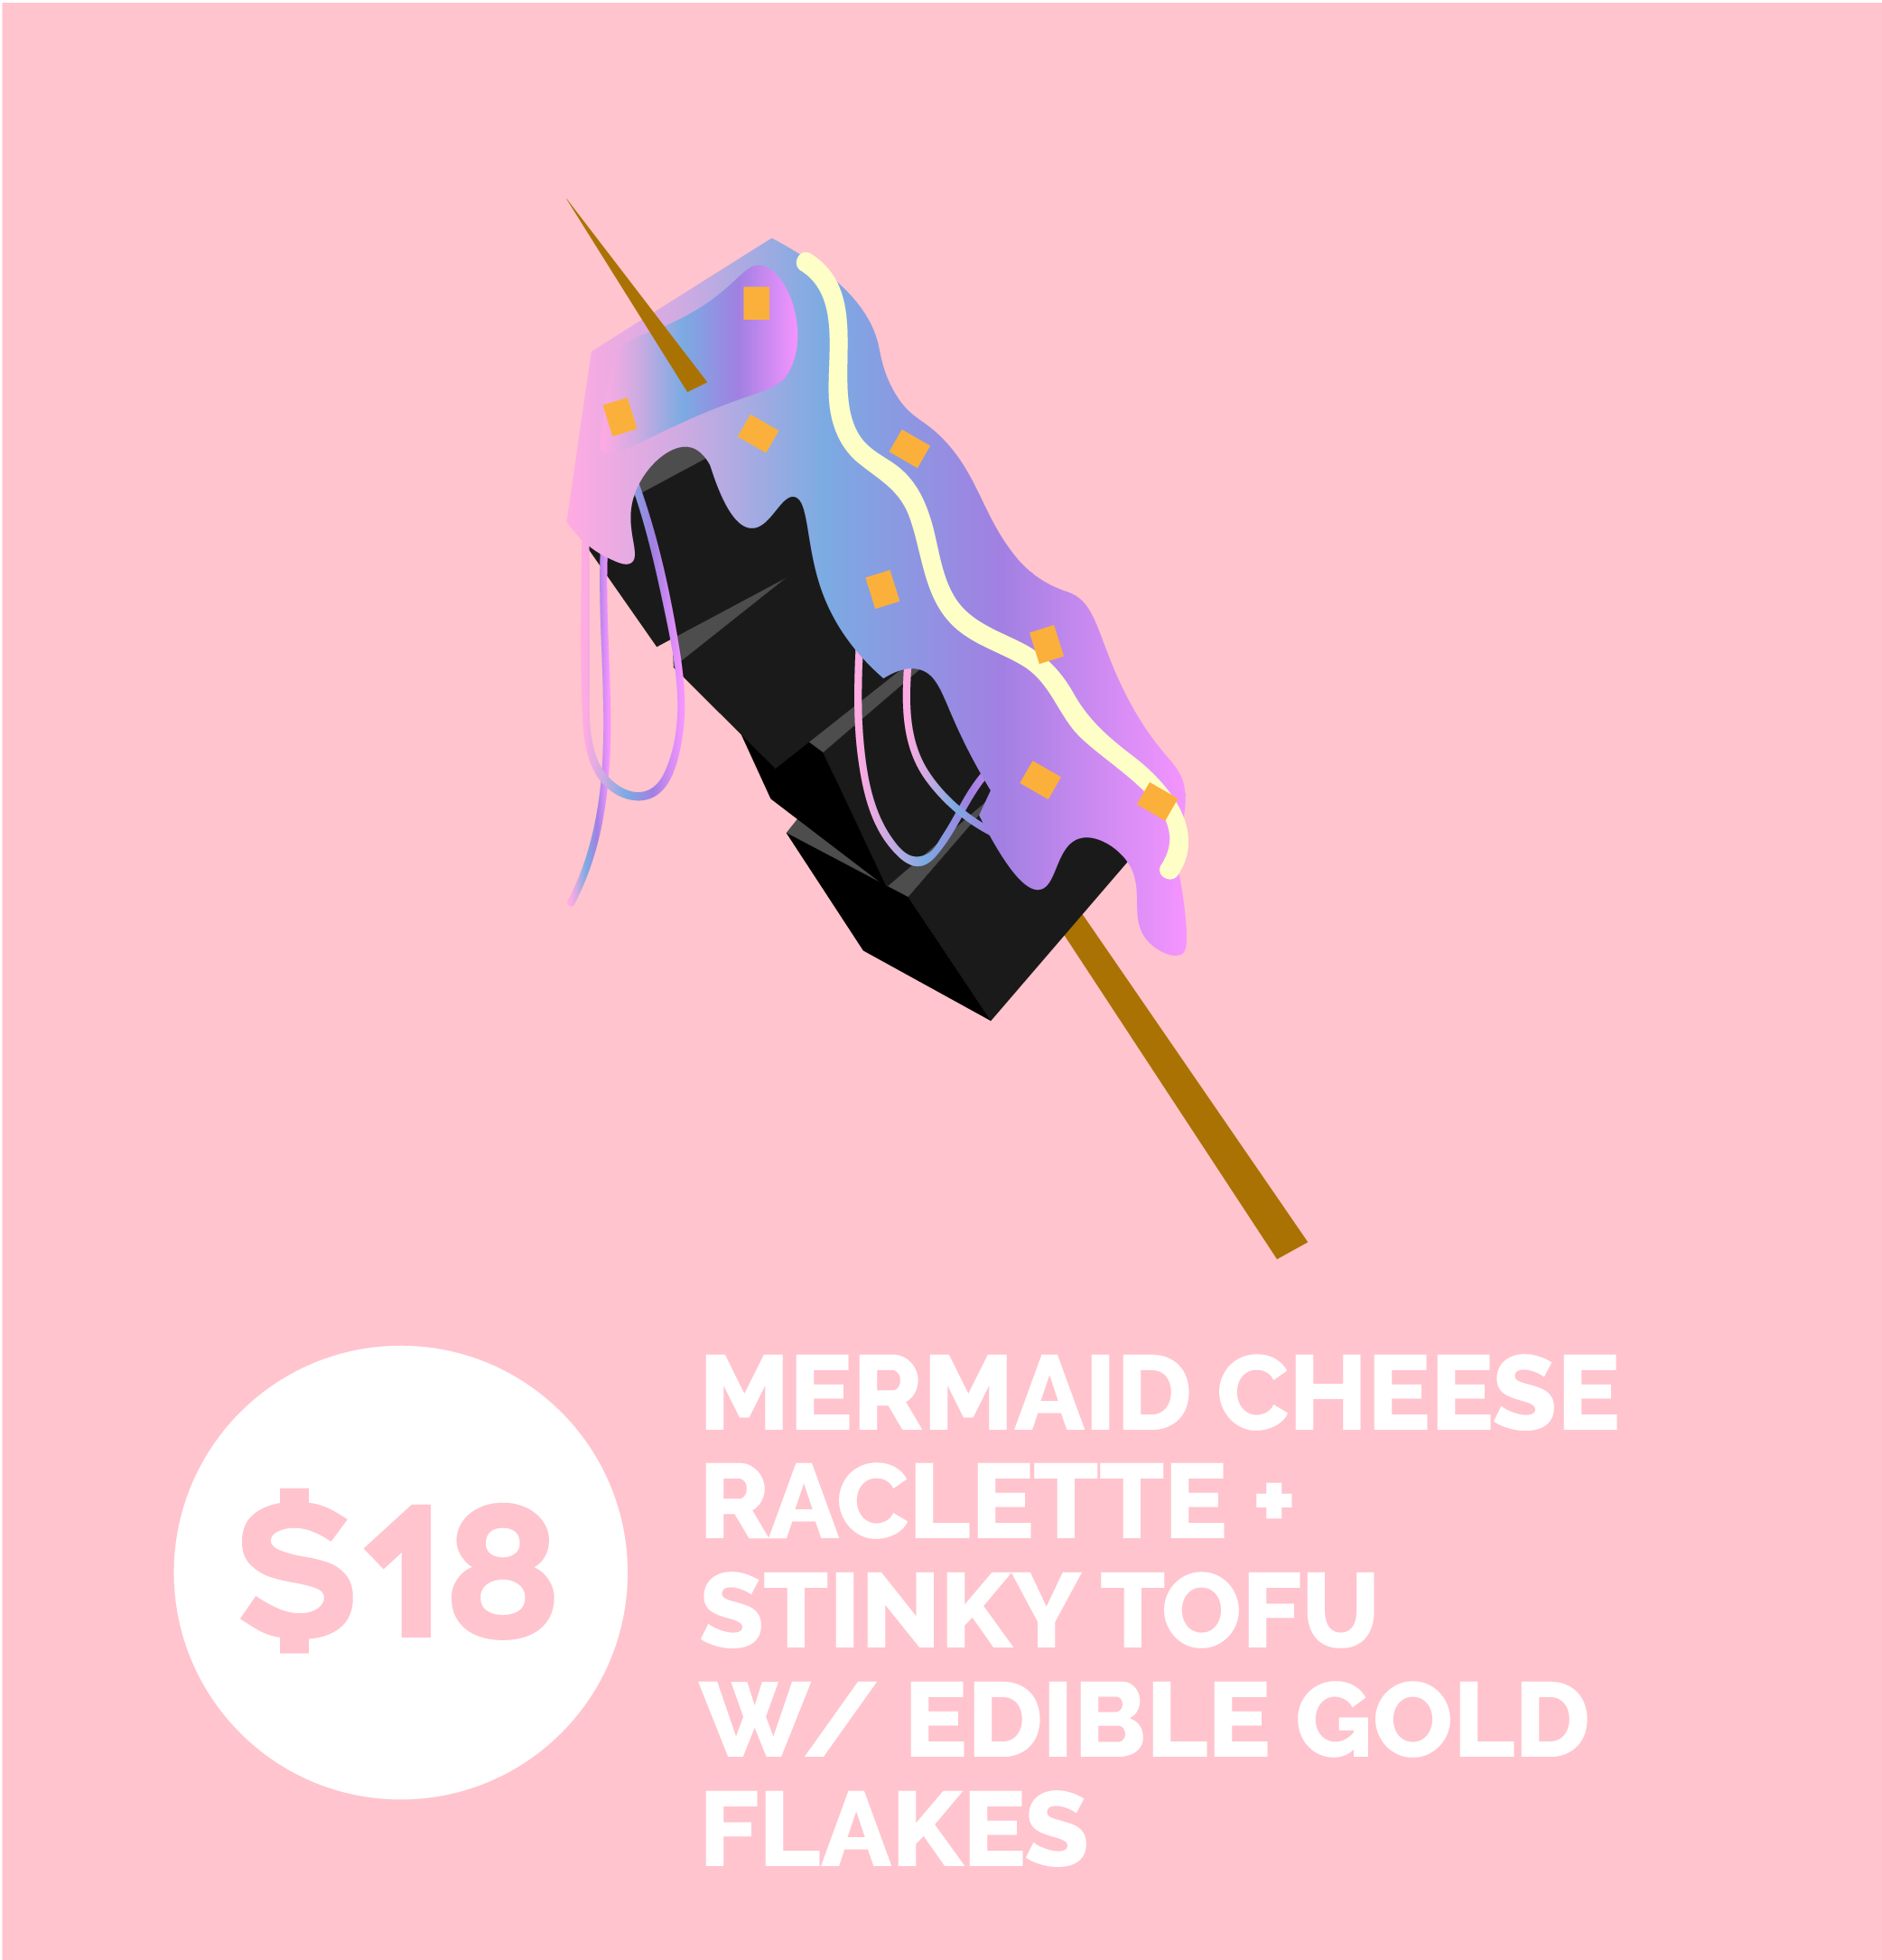 $18
MERMAID CHEESE
RACLETTE +
STINKY TOFU
W/ EDIBLE GOLD
FLAKES